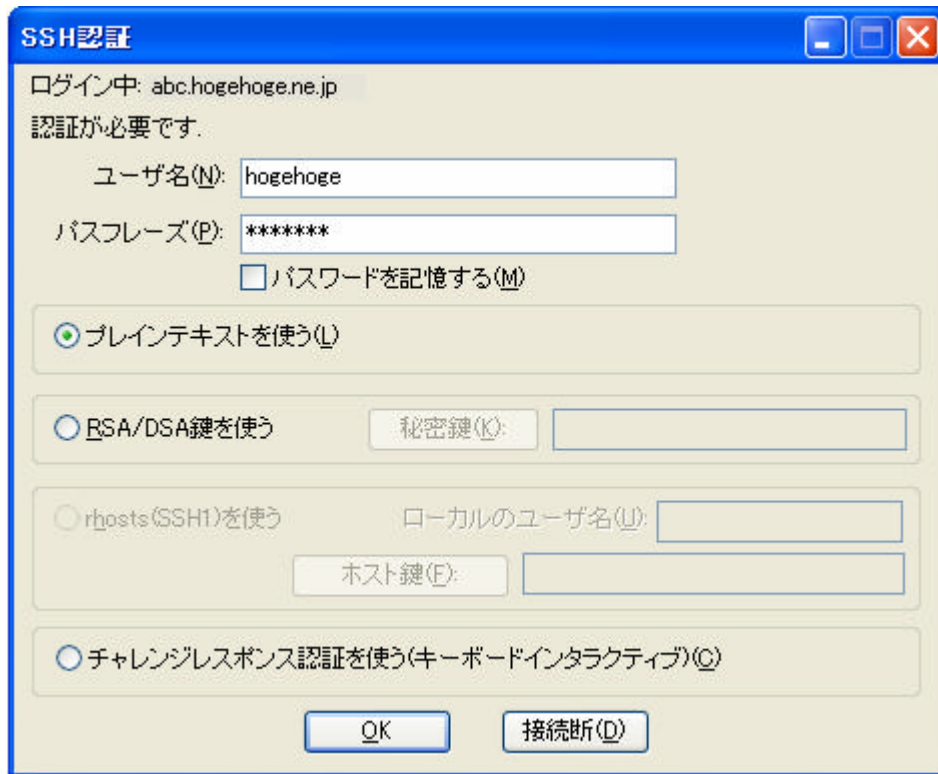 SSH認証
ログイン中: abc.hogehoge.ne.jp
認証が必要です.
ユーザ名(N): hogehoge
パスフレーズ(P): *******
パスワードを記憶する(M)
プレインテキストを使う(L)
RSA/DSA鍵を使う 秘密鍵(K):
rhosts(SSH1)を使う ローカルのユーザ名(U):
ホスト鍵(F):
チャレンジレスポンス認証を使う(キーボードインタラクティブ)(C)
OK 接続断(D)